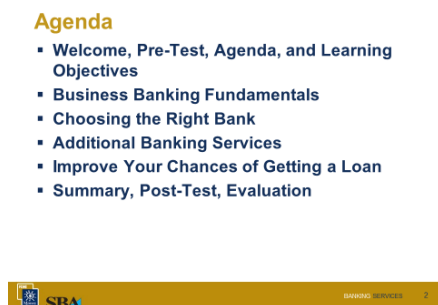 Agenda
▪ Welcome, Pre-Test, Agenda, and Learning
Objectives
▪ Business Banking Fundamentals
▪ Choosing the Right Bank
▪ Additional Banking Services
▪ Improve Your Chances of Getting a Loan
▪ Summary, Post-Test, Evaluation
SBA
BANKING SERVICES 2